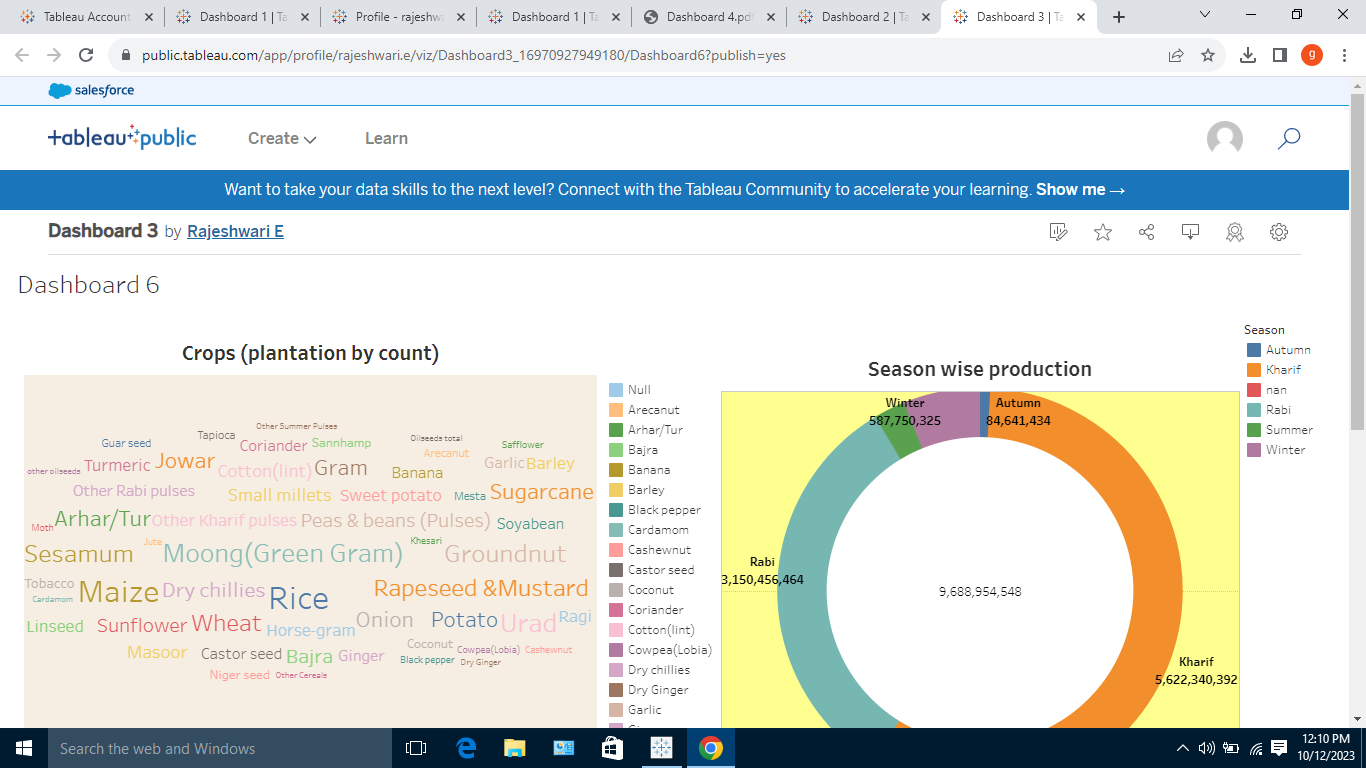 Tableau Account
Dashboard 1 | Ta
Profile - rajeshwa
Dashboard 1 | Ta
Dashboard 4.pdf
Dashboard 2 | Ta
Dashboard 3 | Ta
public.tableau.com/app/profile/rajeshwari.e/viz/Dashboard3_16970927949180/Dashboard6?publish=yes
g
salesforce
tableau public
Create
Learn
Want to take your data skills to the next level? Connect with the Tableau Community to accelerate your learning. Show me →
Dashboard 3 by Rajeshwari E
Dashboard 6
Crops (plantation by count)
Other Summer Pulses
Guar seed
Tapioca
Coriander
Sannhamp
Oilseeds total
Safflower
Arecanut
other oilseeds
Turmeric
Jowar
Cotton(lint)
Gram
Banana
Garlic
Barley
Other Rabi pulses
Small millets
Sweet potato
Mesta
Sugarcane
Moth
Arhar/Tur
Other Kharif pulses
Peas & beans (Pulses)
Soyabean
Sesamum
Jute
Moong(Green Gram)
Khesari
Groundnut
Tobacco
Cardamom
Maize
Dry chillies
Rice
Rapeseed &Mustard
Linseed
Sunflower
Wheat
Horse-gram
Onion
Potato
Urad
Ragi
Masoor
Castor seed
Bajra
Ginger
Coconut
Black pepper
Cowpea(Lobia)
Dry Ginger
Cashewnut
Niger seed
Other Cereals
Null
Arecanut
Arhar/Tur
Bajra
Banana
Barley
Black pepper
Cardamom
Cashewnut
Castor seed
Coconut
Coriander
Cotton(lint)
Cowpea(Lobia)
Dry chillies
Dry Ginger
Garlic
Season wise production
Winter
587,750,325
Autumn
84,641,434
Rabi
3,150,456,464
9,688,954,548
Kharif
5,622,340,392
Season
Autumn
Kharif
nan
Rabi
Summer
Winter
Search the web and Windows
12:10 PM
10/12/2023